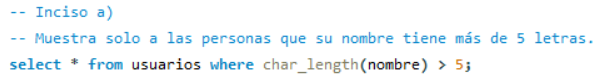 -- Inciso a)
-- Muestra solo a las personas que su nombre tiene más de 5 letras.
select * from usuarios where char_length(nombre) > 5;